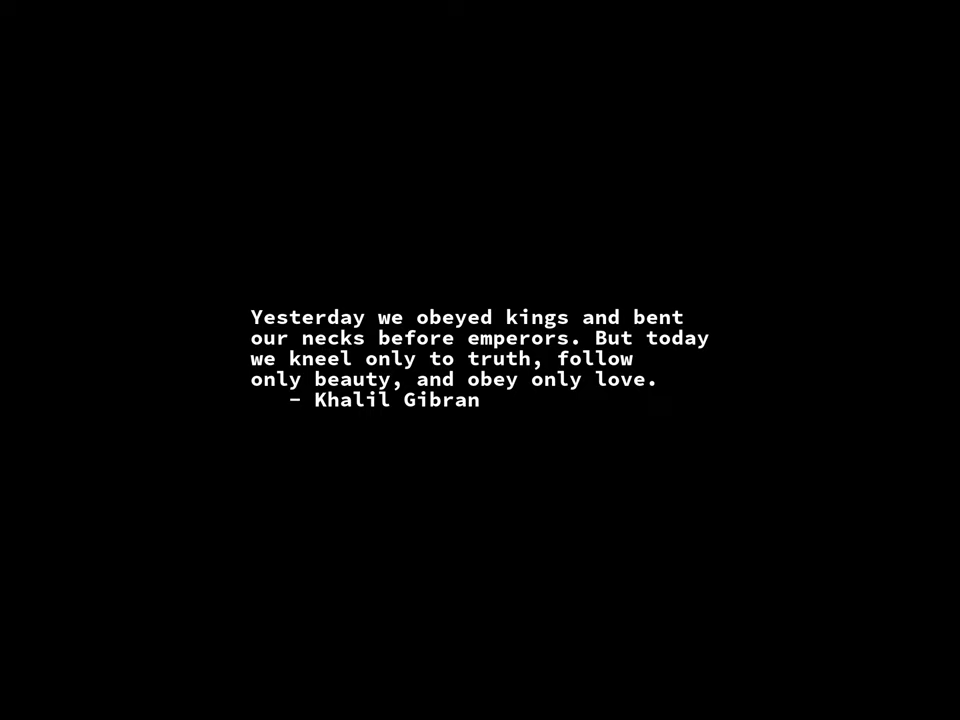 Yesterday we obeyed kings and bent
our necks before emperors. But today
we kneel only to truth, follow
only beauty, and obey only love.
– Khalil Gibran